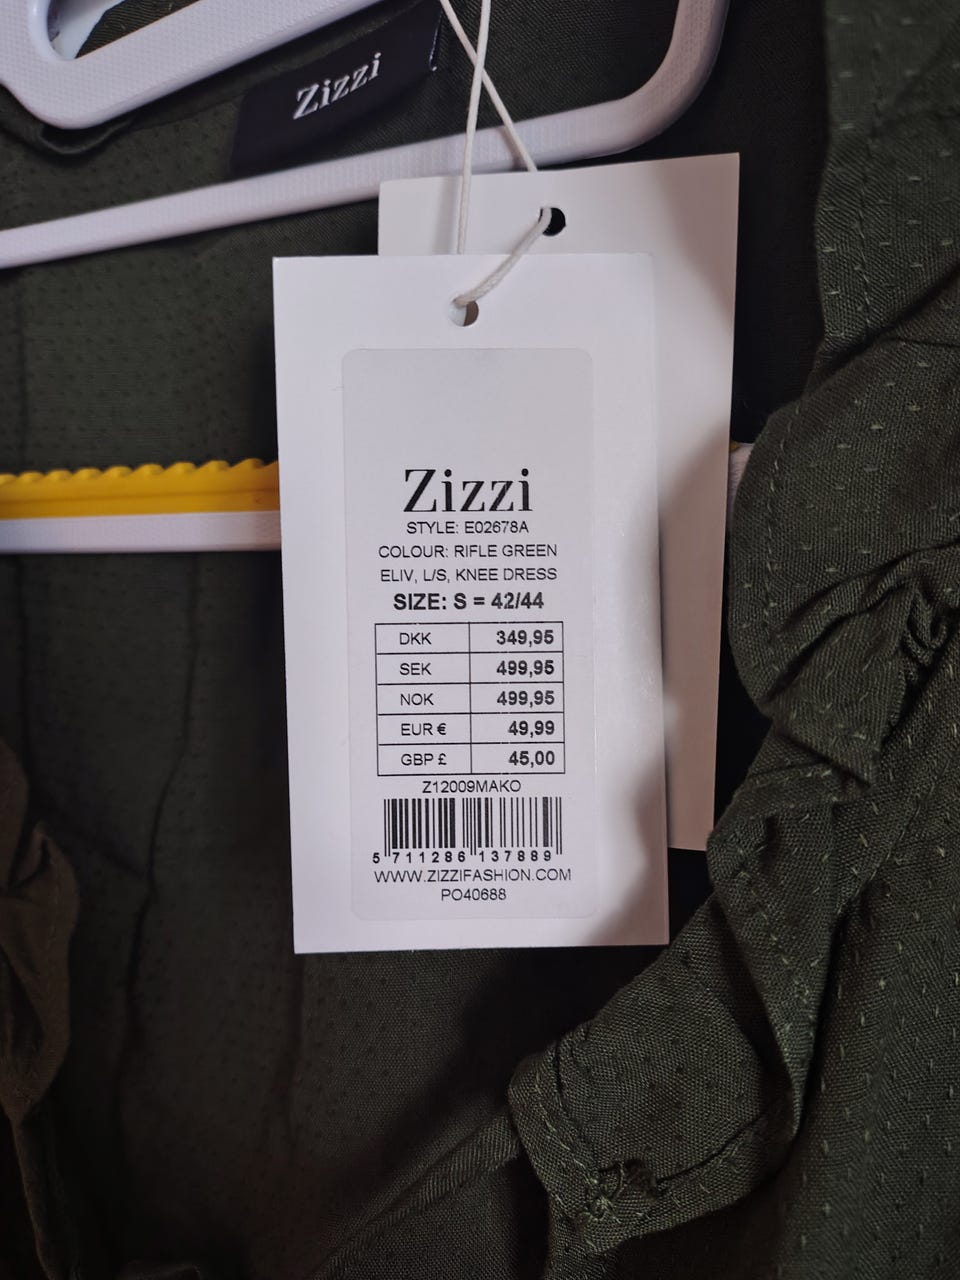 Zizzi
Zizzi
STYLE: E02678A
COLOUR: RIFLE GREEN
ELIV, L/S, KNEE DRESS
SIZE: S = 42/44
DKK 349,95
SEK 499,95
NOK 499,95
EUR € 49,99
GBP £ 45,00
Z12009MAKO
5 711286 137889
WWW.ZIZZIFASHION.COM
PO40688